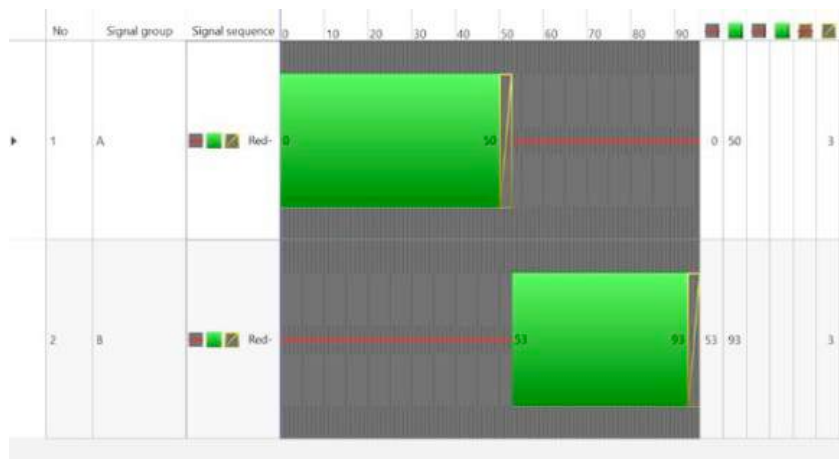 No Signal group Signal sequence 0 10 20 30 40 50 60 70 80 90
1 A Red- 0 50 0 50 3
2 B Red- 53 93 53 93 3